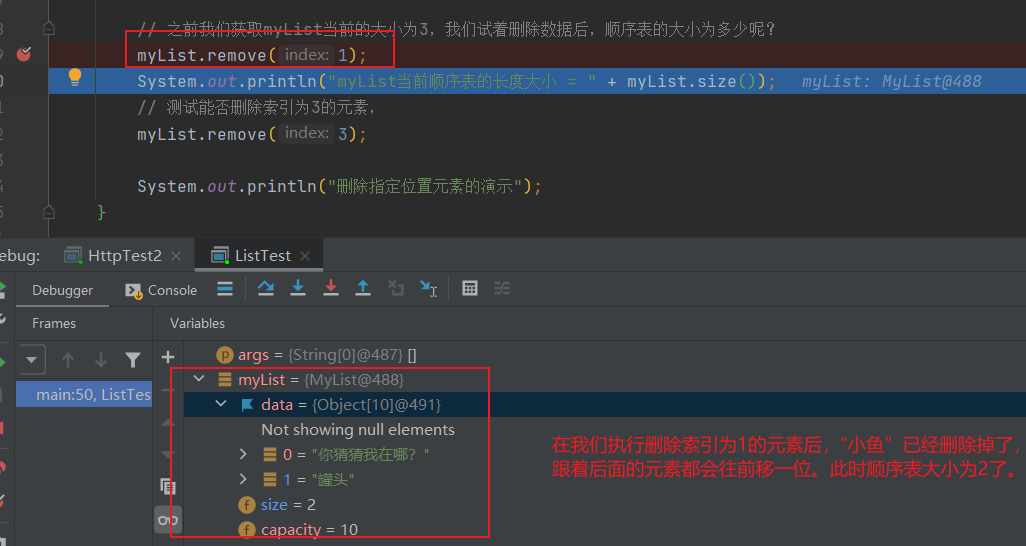 // 之前我们获取myList当前的大小为3，我们试着删除数据后，顺序表的大小为多少呢？
myList.remove( index: 1);
System.out.println("myList当前顺序表的长度大小 = " + myList.size()); myList: MyList@488
// 测试能否删除索引为3的元素，
myList.remove( index: 3);
System.out.println("删除指定位置元素的演示");
}
ebug: HttpTest2 ListTest
Debugger Console
Frames Variables
args = {String[0]@487} []
myList = {MyList@488}
main:50, ListTes
data = {Object[10]@491}
Not showing null elements
0 = "你猜猜我在哪？"
1 = "罐头"
size = 2
capacity = 10
在我们执行删除索引为1的元素后，“小鱼”已经删除掉了，
跟着后面的元素都会往前移一位。此时顺序表大小为2了。